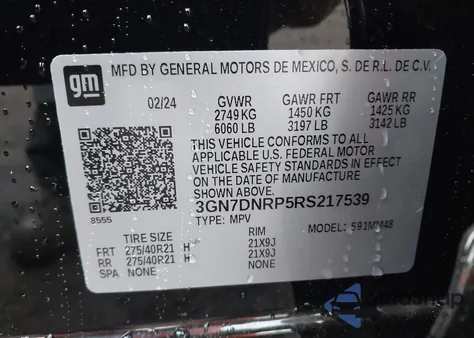 gm MFD BY GENERAL MOTORS DE MEXICO, S. DE R.L. DE C.V.
02/24 GVWR GAWR FRT GAWR RR
2749 KG 1450 KG 1425 KG
6060 LB 3197 LB 3142 LB
THIS VEHICLE CONFORMS TO ALL
APPLICABLE U.S. FEDERAL MOTOR
VEHICLE SAFETY STANDARDS IN EFFECT
ON THE DATE OF MANUFACTURE SHOWN ABOVE.
8555
3GN7DNRP5RS217539
TYPE: MPV MODEL: 591MM48
TIRE SIZE RIM
FRT 275/40R21 H 21X9J
RR 275/40R21 H 21X9J
SPA NONE NONE